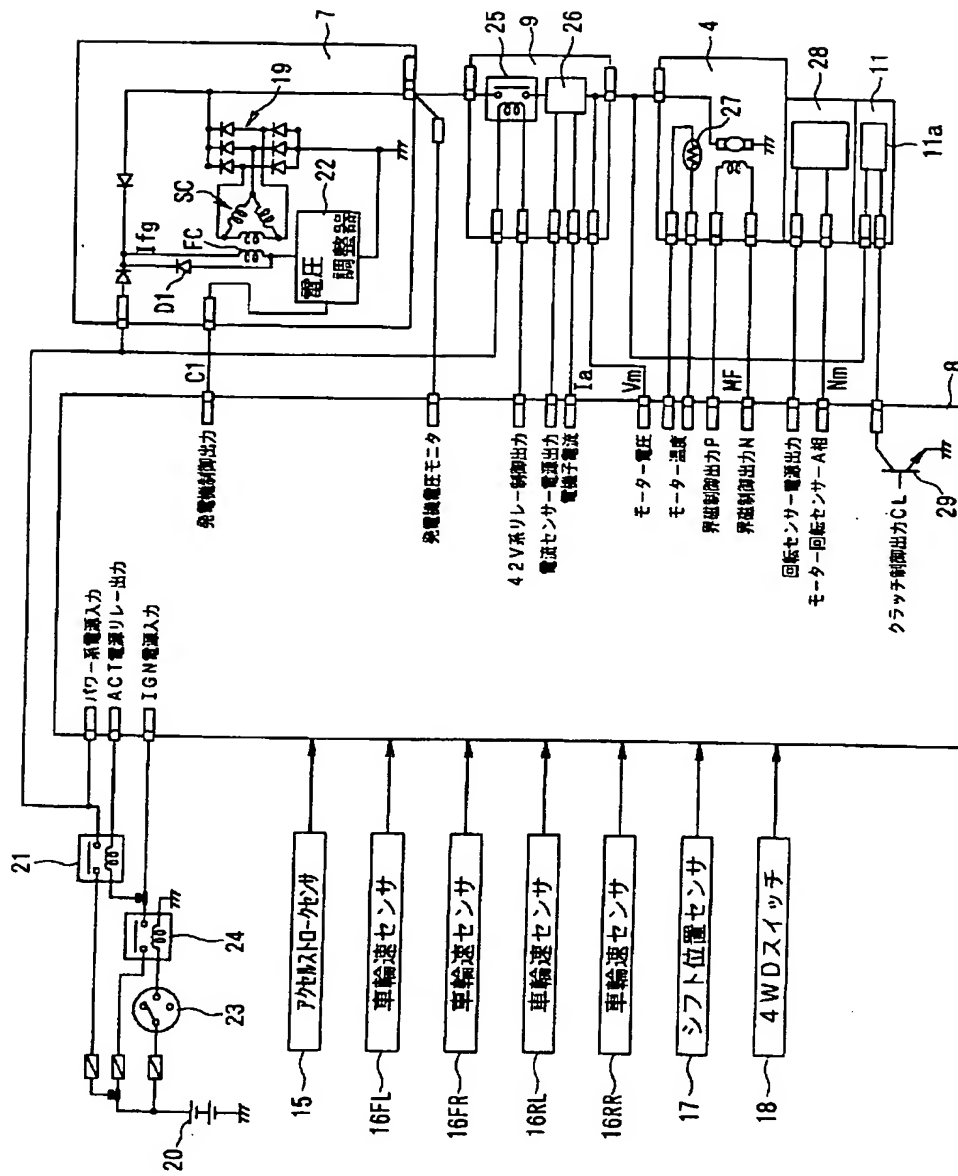 7
19
SC
22
Ifg
FC
D1
電圧
調整器
C1
発電機制御出力
発電機電圧モニタ
25
9
26
42V系リレー制御出力
電流センサー電源出力
Ia
電機子電流
Vm
モーター電圧
4
27
28
11
11a
モーター温度
界磁制御出力P
MF
界磁制御出力N
回転センサー電源出力
Nm
モーター回転センサーA相
クラッチ制御出力CL
29
8
パワー系電源入力
ACT電源リレー出力
IGN電源入力
21
24
23
20
15
アクセルストロークセンサ
16FL
車輪速センサ
16FR
車輪速センサ
16RL
車輪速センサ
16RR
車輪速センサ
17
シフト位置センサ
18
4WDスイッチ